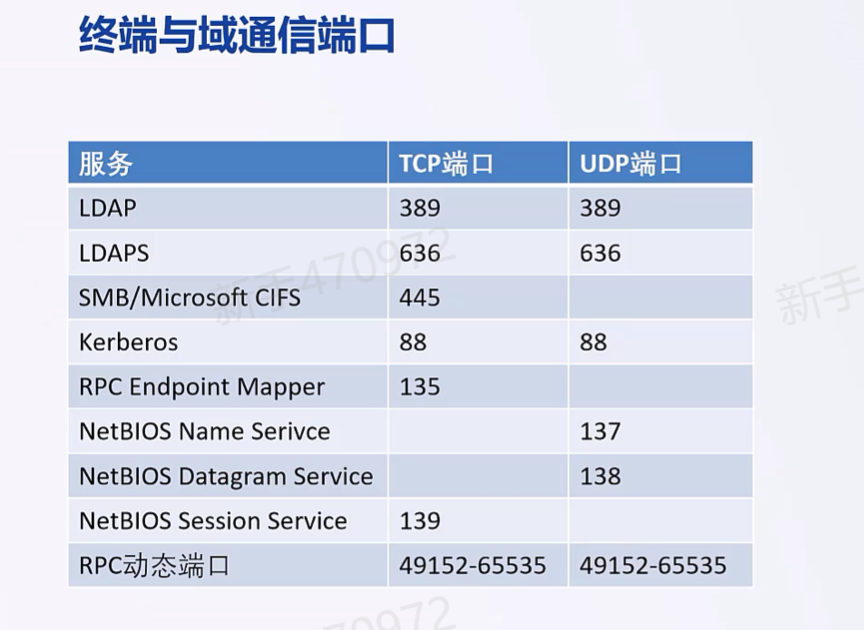 终端与域通信端口
服务 TCP端口 UDP端口
LDAP 389 389
LDAPS 636 636
SMB/Microsoft CIFS 445
Kerberos 88 88
RPC Endpoint Mapper 135
NetBIOS Name Serivce 137
NetBIOS Datagram Service 138
NetBIOS Session Service 139
RPC动态端口 49152-65535 49152-65535
新手470972
新手
70972